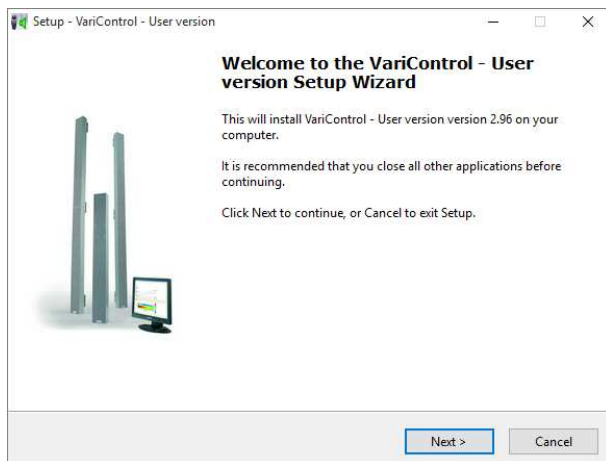 Setup - VariControl - User version
Welcome to the VariControl - User
version Setup Wizard
This will install VariControl - User version version 2.96 on your
computer.
It is recommended that you close all other applications before
continuing.
Click Next to continue, or Cancel to exit Setup.
Next >
Cancel